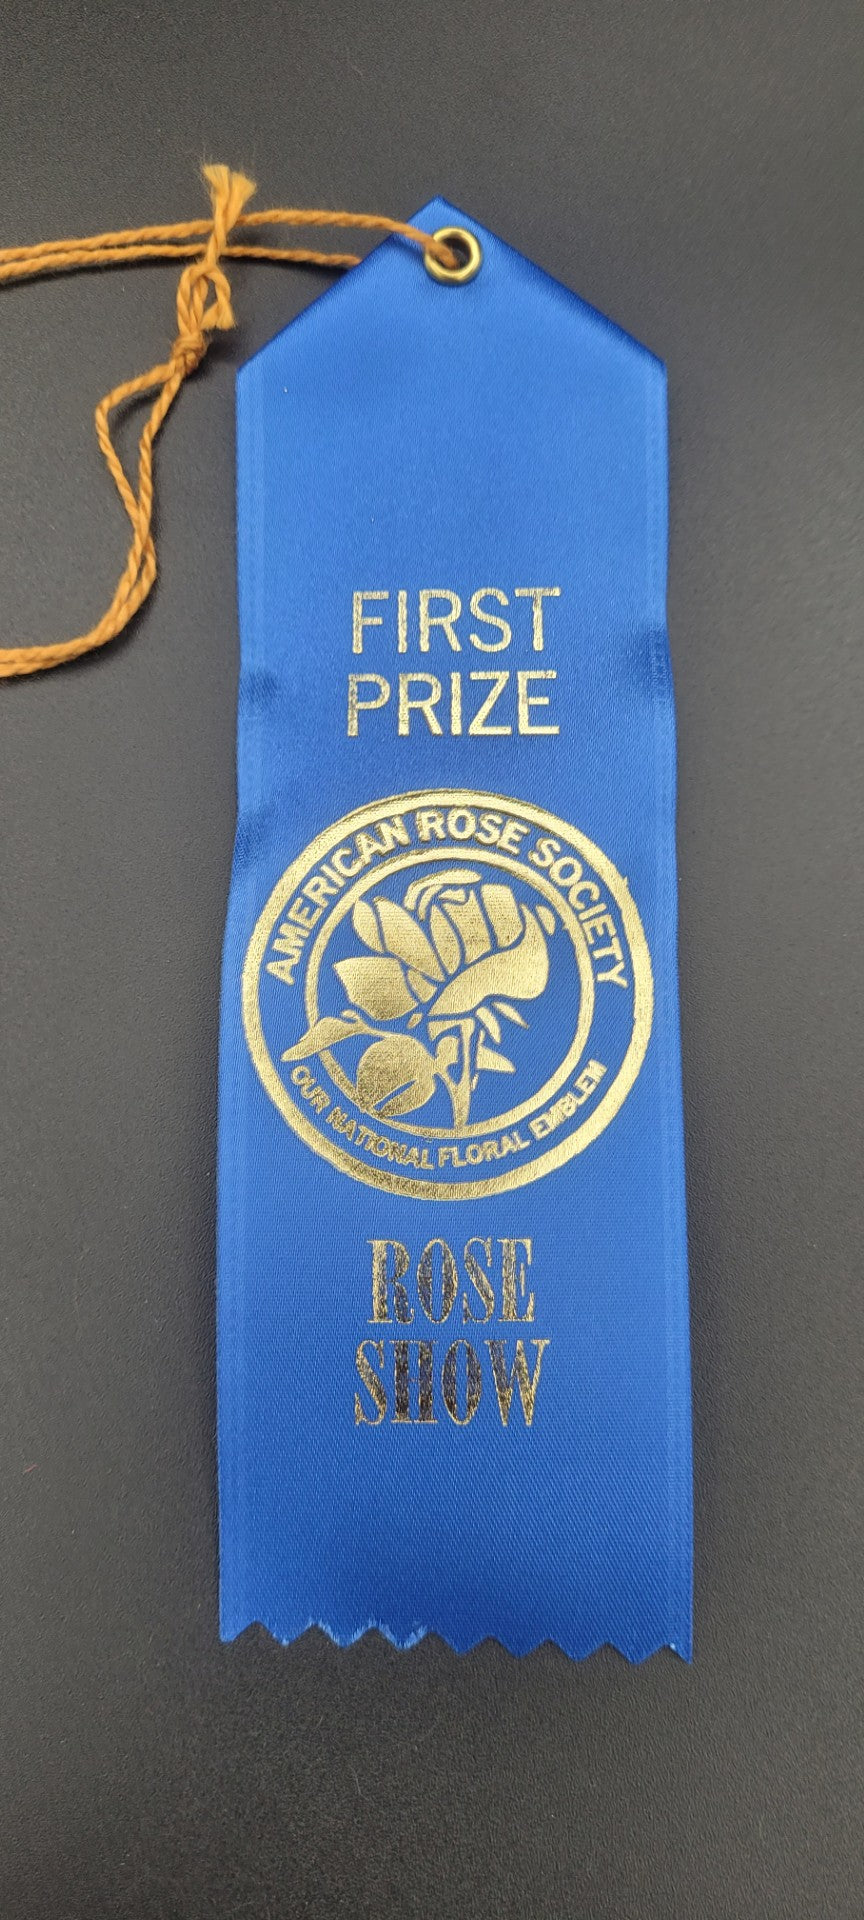 FIRST
PRIZE
AMERICAN ROSE SOCIETY
OUR NATIONAL FLORAL EMBLEM
ROSE
SHOW